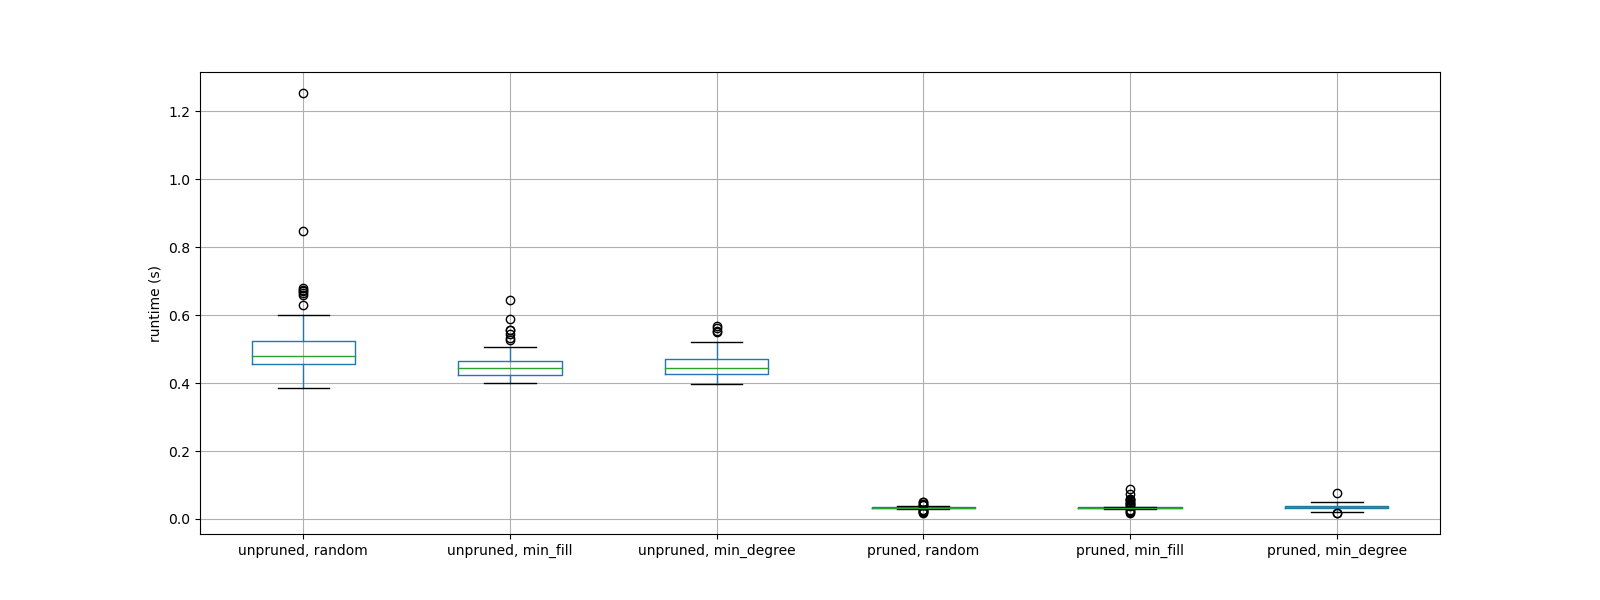 1.2
1.0
0.8
0.6
0.4
0.2
0.0
runtime (s)
unpruned, random
unpruned, min_fill
unpruned, min_degree
pruned, random
pruned, min_fill
pruned, min_degree